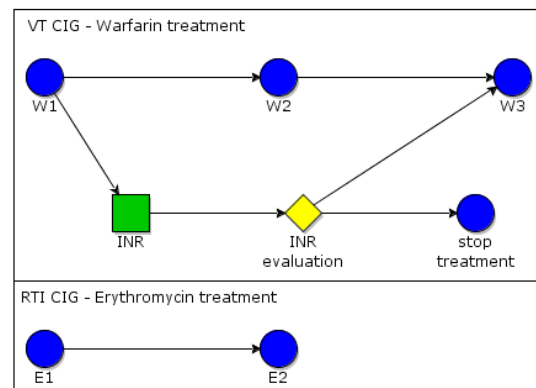 VT CIG - Warfarin treatment
W1
W2
W3
INR
INR
evaluation
stop
treatment
RTI CIG - Erythromycin treatment
E1
E2